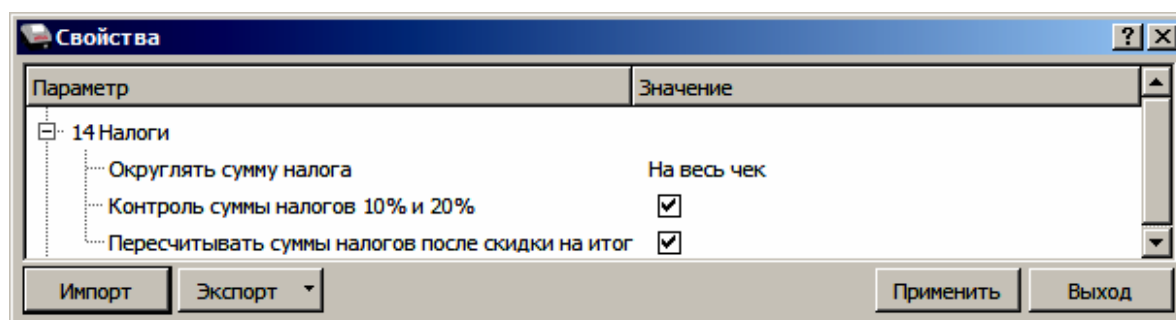 Свойства
Параметр Значение
14 Налоги
Округлять сумму налога На весь чек
Контроль суммы налогов 10% и 20%
Пересчитывать суммы налогов после скидки на итог
Импорт Экспорт Применить Выход